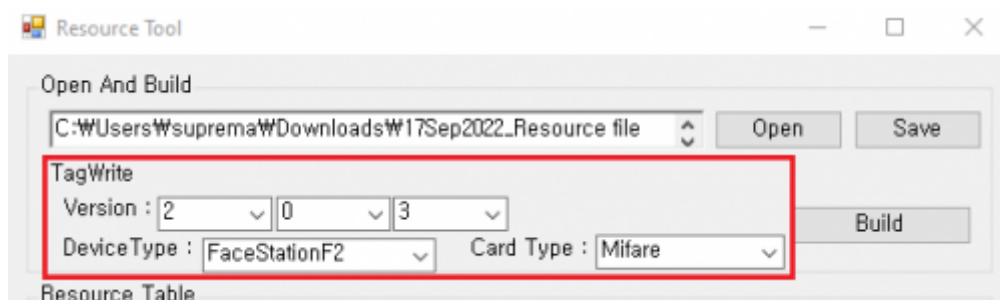 Resource Tool
Open And Build
C:₩Users₩suprema₩Downloads₩17Sep2022_Resource file Open Save
TagWrite
Version : 2 0 3
Build
DeviceType : FaceStationF2 Card Type : Mifare
Resource Table